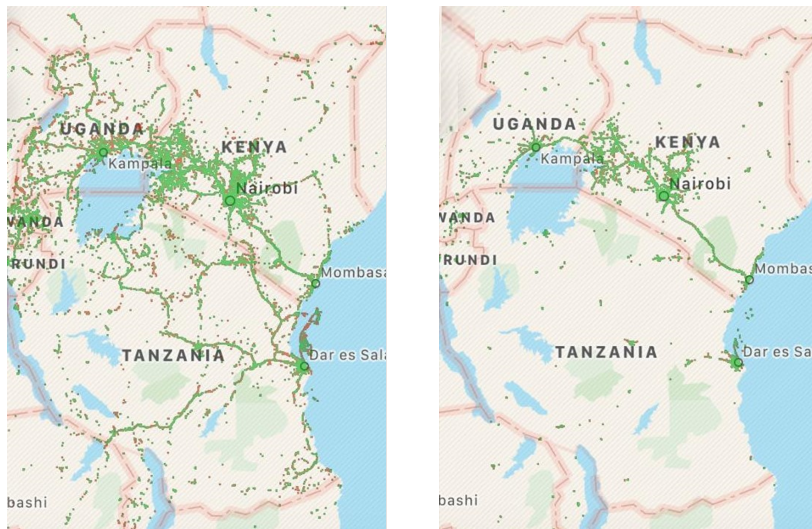 UGANDA
Kampala
KENYA
Nairobi
WANDA
RUNDI
Mombasa
TANZANIA
Dar es Sala
bashi
UGANDA
Kampala
KENYA
Nairobi
WANDA
RUNDI
Mombas
TANZANIA
Dar es Sa
bashi